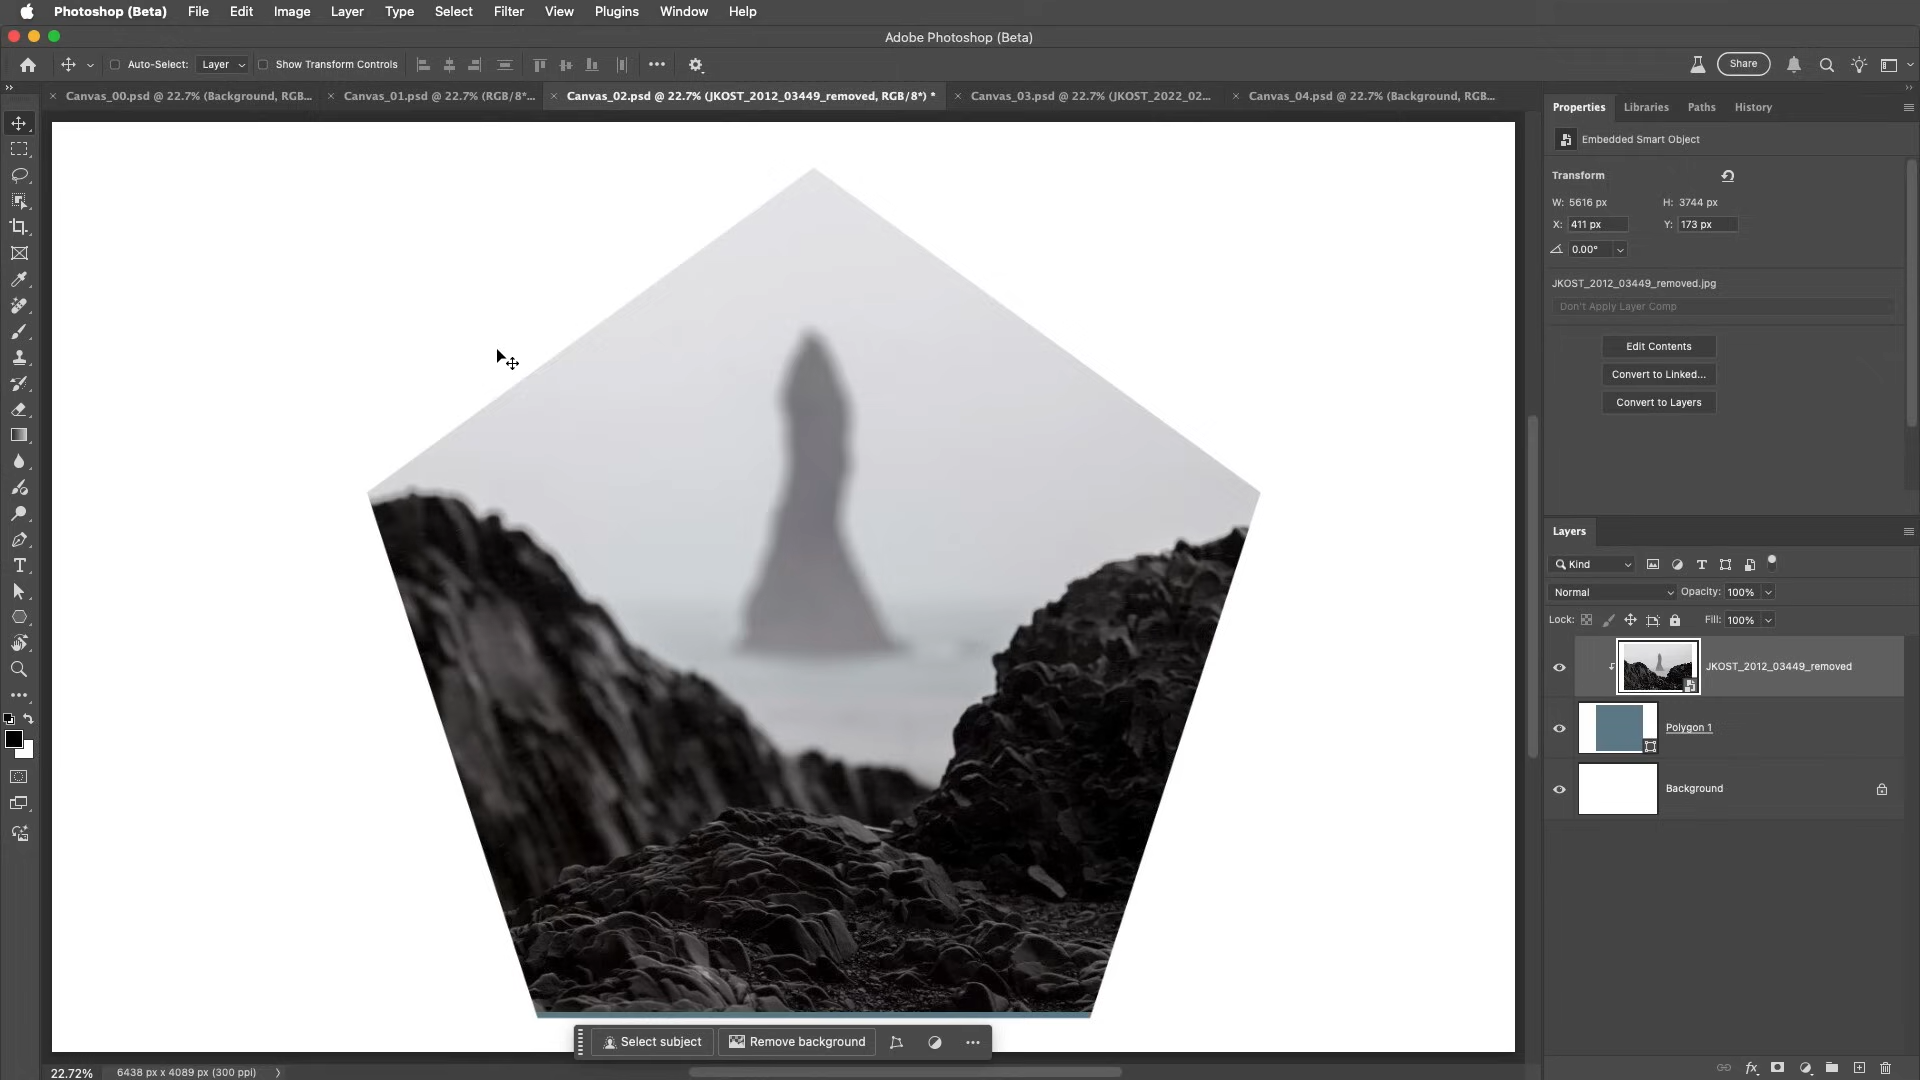 Photoshop (Beta) File Edit Image Layer Type Select Filter View Plugins Window Help
Adobe Photoshop (Beta)
Auto-Select: Layer Show Transform Controls Share
Canvas_00.psd @ 22.7% (Background, RGB... Canvas_01.psd @ 22.7% (RGB/8*... Canvas_02.psd @ 22.7% (JKOST_2012_03449_removed, RGB/8*) * Canvas_03.psd @ 22.7% (JKOST_2022_02... Canvas_04.psd @ 22.7% (Background, RGB...
Properties Libraries Paths History
Embedded Smart Object
Transform
W: 5616 px H: 3744 px
X: 411 px Y: 173 px
0.00°
JKOST_2012_03449_removed.jpg
Don't Apply Layer Comp
Edit Contents
Convert to Linked...
Convert to Layers
Layers
Kind
Normal Opacity: 100%
Lock: Fill: 100%
JKOST_2012_03449_removed
Polygon 1
Background
Select subject Remove background
22.72% 6438 px x 4089 px (300 ppi)